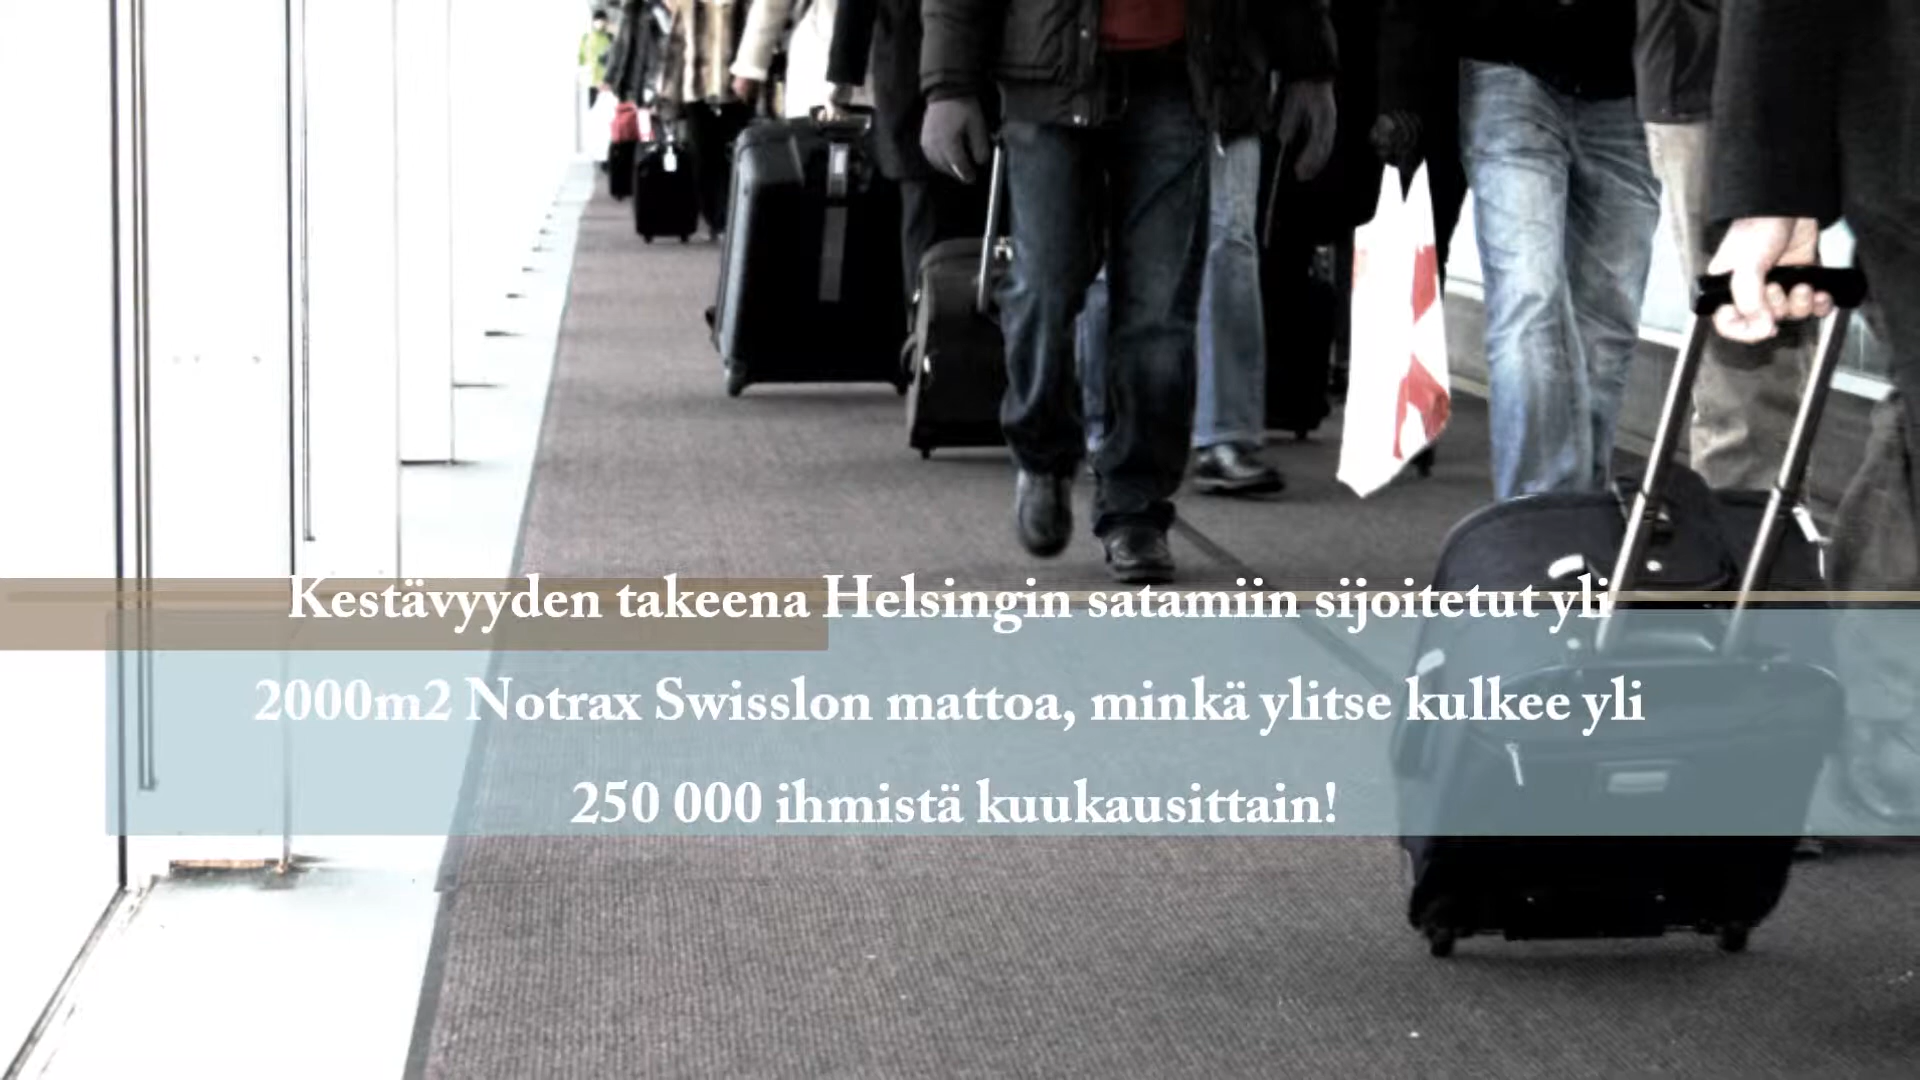 Kestävyyden takeena Helsingin satamiin sijoitetut yli
2000m2 Notrax Swisslon mattoa, minkä ylitse kulkee yli
250 000 ihmistä kuukausittain!